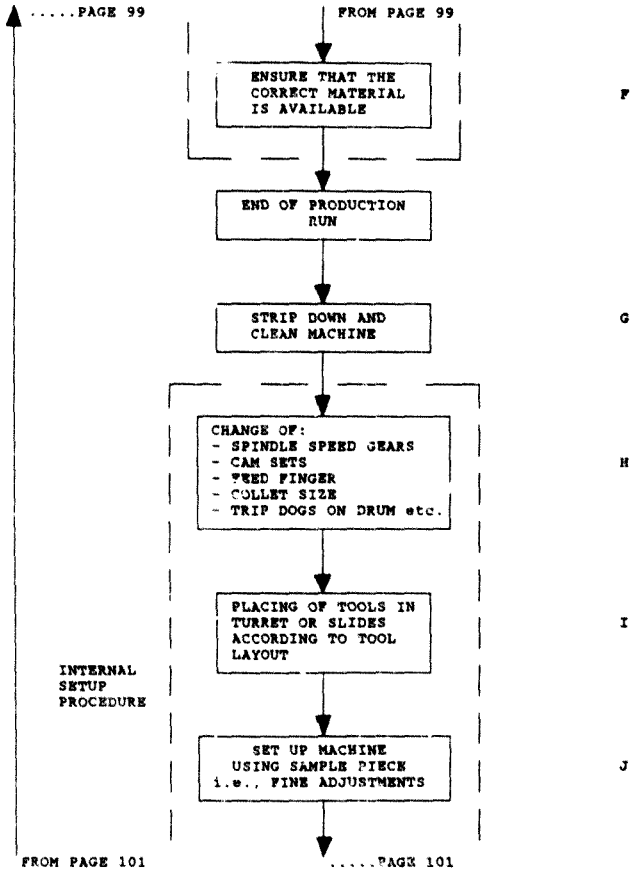 .....PAGE 99
FROM PAGE 99
ENSURE THAT THE
CORRECT MATERIAL
IS AVAILABLE
F
END OF PRODUCTION
RUN
STRIP DOWN AND
CLEAN MACHINE
G
CHANGE OF:
- SPINDLE SPEED GEARS
- CAM SETS
- FEED FINGER
- COLLET SIZE
- TRIP DOGS ON DRUM etc.
H
PLACING OF TOOLS IN
TURRET OR SLIDES
ACCORDING TO TOOL
LAYOUT
I
INTERNAL
SETUP
PROCEDURE
SET UP MACHINE
USING SAMPLE PIECE
i.e., FINE ADJUSTMENTS
J
FROM PAGE 101
.....PAGE 101